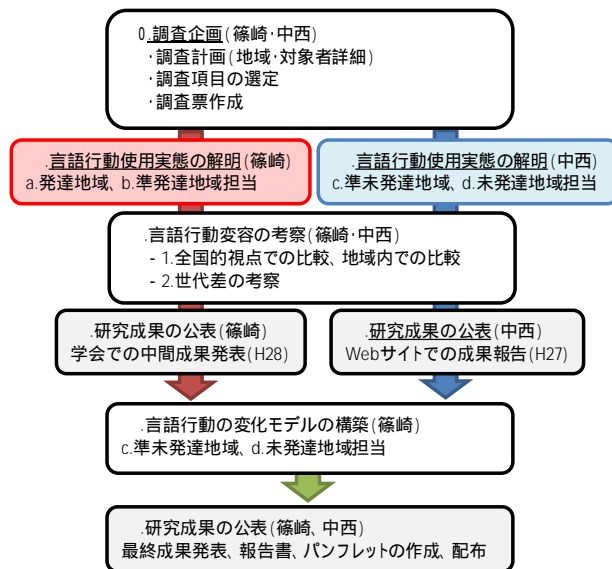 0.調査企画(篠崎・中西)
・調査計画(地域・対象者詳細)
・調査項目の選定
・調査票作成
.言語行動使用実態の解明(篠崎)
a.発達地域、b.準発達地域担当
.言語行動使用実態の解明(中西)
c.準未発達地域、d.未発達地域担当
.言語行動変容の考察(篠崎・中西)
- 1.全国的視点での比較、地域内での比較
- 2.世代差の考察
.研究成果の公表(篠崎)
学会での中間成果発表(H28)
.研究成果の公表(中西)
Webサイトでの成果報告(H27)
.言語行動の変化モデルの構築(篠崎)
c.準未発達地域、d.未発達地域担当
.研究成果の公表(篠崎、中西)
最終成果発表、報告書、パンフレットの作成、配布